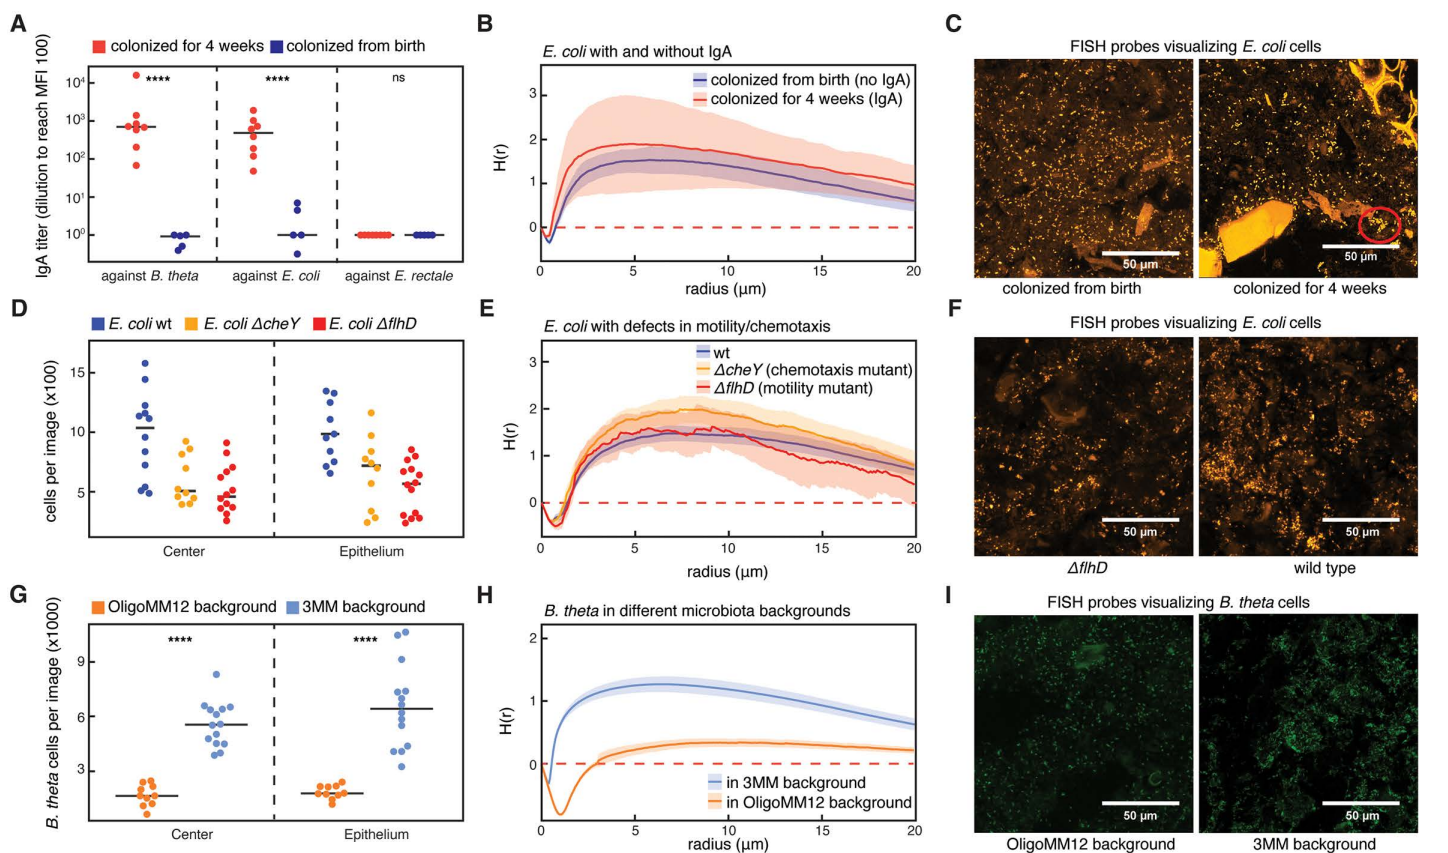 A
colonized for 4 weeks colonized from birth
IgA titer (dilution to reach MFI 100)
10⁴
10³
10²
10¹
10⁰
****
****
ns
against B. theta
against E. coli
against E. rectale
B
E. coli with and without IgA
colonized from birth (no IgA)
colonized for 4 weeks (IgA)
H(r)
3
2
1
0
0 5 10 15 20
radius (µm)
C
FISH probes visualizing E. coli cells
50 µm
50 µm
colonized from birth
colonized for 4 weeks
D
E. coli wt E. coli ΔcheY E. coli ΔflhD
cells per image (x100)
15
10
5
Center
Epithelium
E
E. coli with defects in motility/chemotaxis
wt
ΔcheY (chemotaxis mutant)
ΔflhD (motility mutant)
H(r)
3
2
1
0
0 5 10 15 20
radius (µm)
F
FISH probes visualizing E. coli cells
50 µm
50 µm
ΔflhD
wild type
G
OligoMM12 background 3MM background
B. theta cells per image (x1000)
9
6
3
****
****
Center
Epithelium
H
B. theta in different microbiota backgrounds
H(r)
2
1
0
in 3MM background
in OligoMM12 background
0 5 10 15 20
radius (µm)
I
FISH probes visualizing B. theta cells
50 µm
50 µm
OligoMM12 background
3MM background